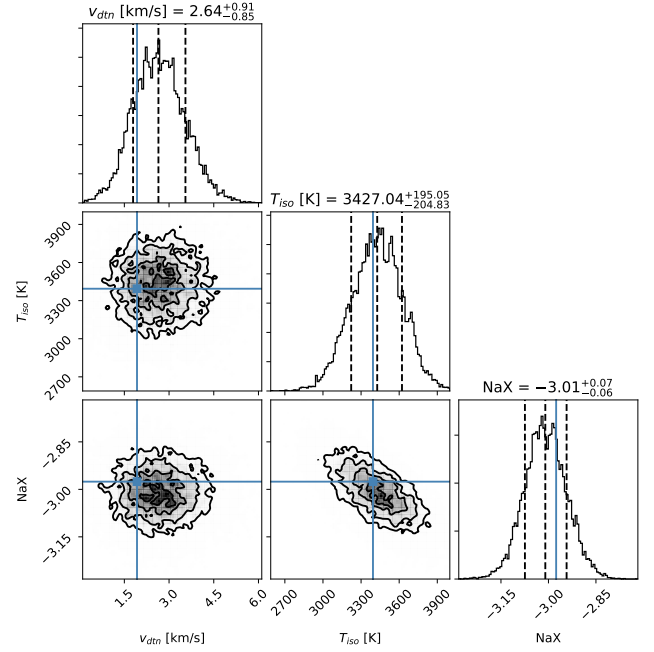 v_dtn [km/s] = 2.64+0.91−0.85
T_iso [K] = 3427.04+195.05−204.83
3900
3600
3300
3000
2700
T_iso [K]
NaX = −3.01+0.07−0.06
−2.85
−3.00
−3.15
NaX
1.5 3.0 4.5 6.0
2700 3000 3300 3600 3900
−3.15 −3.00 −2.85
v_dtn [km/s] T_iso [K] NaX